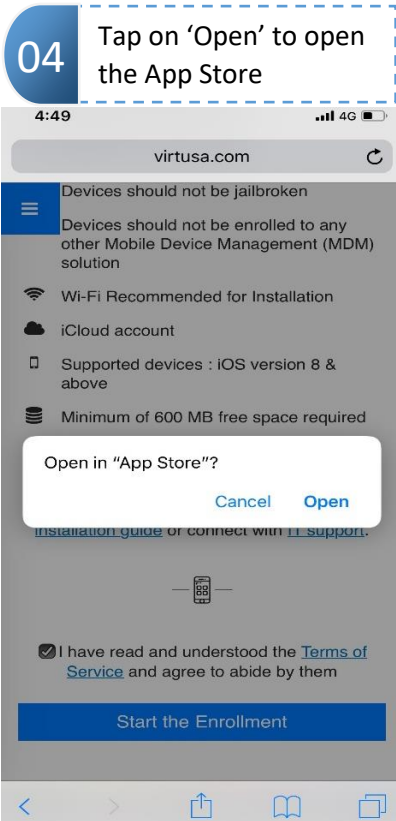 04
Tap on ‘Open’ to open
the App Store
4:49
4G
virtusa.com
Devices should not be jailbroken
Devices should not be enrolled to any
other Mobile Device Management (MDM)
solution
Wi-Fi Recommended for Installation
iCloud account
Supported devices : iOS version 8 &
above
Minimum of 600 MB free space required
Open in “App Store”?
Cancel Open
installation guide or connect with IT support.
I have read and understood the Terms of
Service and agree to abide by them
Start the Enrollment